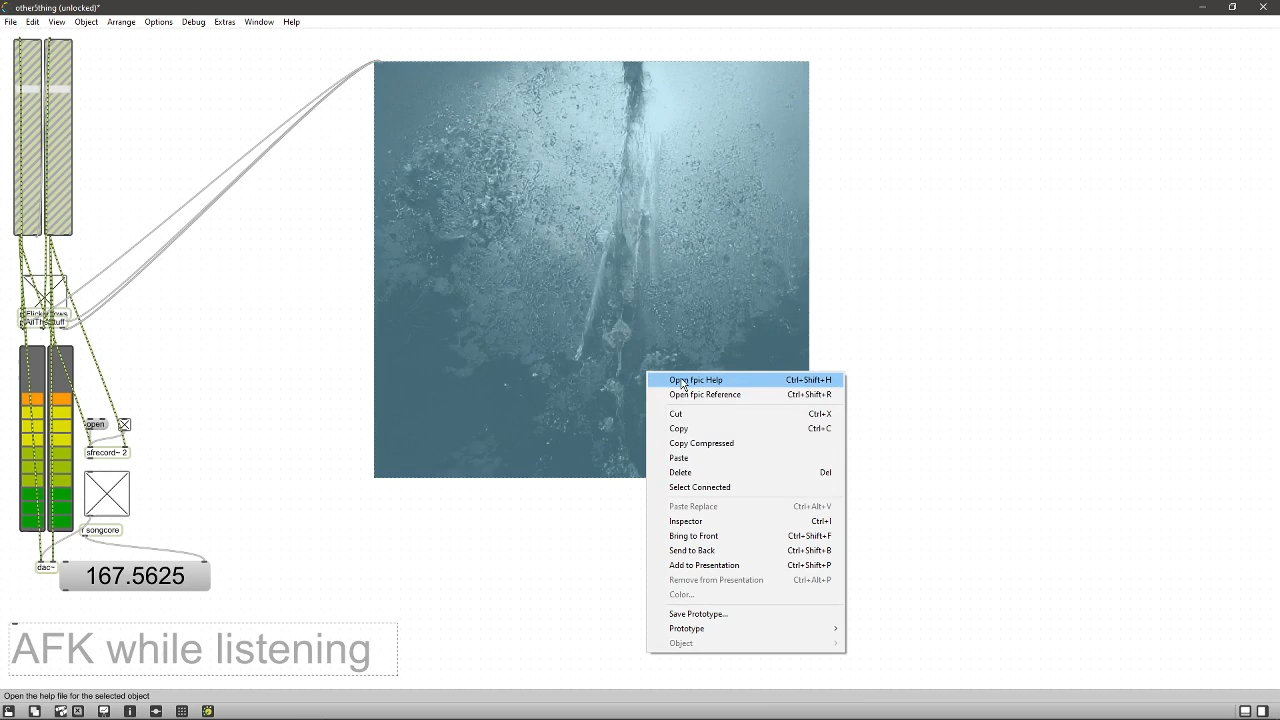 other5thing (unlocked)*
File Edit View Object Arrange Options Debug Extras Window Help
AllTheStuff
open
sfrecord~ 2
r songcore
dac~
167.5625
AFK while listening
Open fpic Help Ctrl+Shift+H
Open fpic Reference Ctrl+Shift+R
Cut Ctrl+X
Copy Ctrl+C
Copy Compressed
Paste
Delete Del
Select Connected
Paste Replace Ctrl+Alt+V
Inspector Ctrl+I
Bring to Front Ctrl+Shift+F
Send to Back Ctrl+Shift+B
Add to Presentation Ctrl+Shift+P
Remove from Presentation Ctrl+Alt+P
Color...
Save Prototype...
Prototype
Object
Open the help file for the selected object